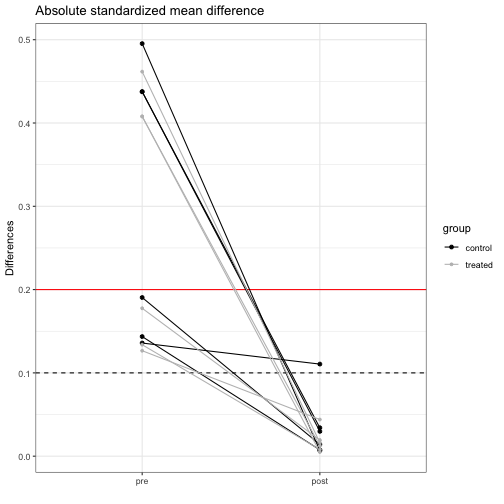 Absolute standardized mean difference
0.5
0.4
0.3
0.2
0.1
0.0
Differences
pre
post
group
control
treated